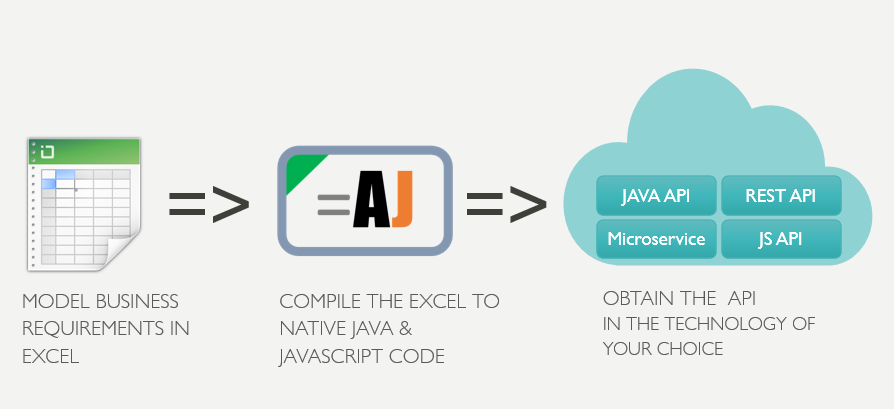 =>
=AJ
=>
JAVA API
REST API
Microservice
JS API
MODEL BUSINESS
REQUIREMENTS IN
EXCEL
COMPILE THE EXCEL TO
NATIVE JAVA &
JAVASCRIPT CODE
OBTAIN THE  API
IN THE TECHNOLOGY OF
YOUR CHOICE